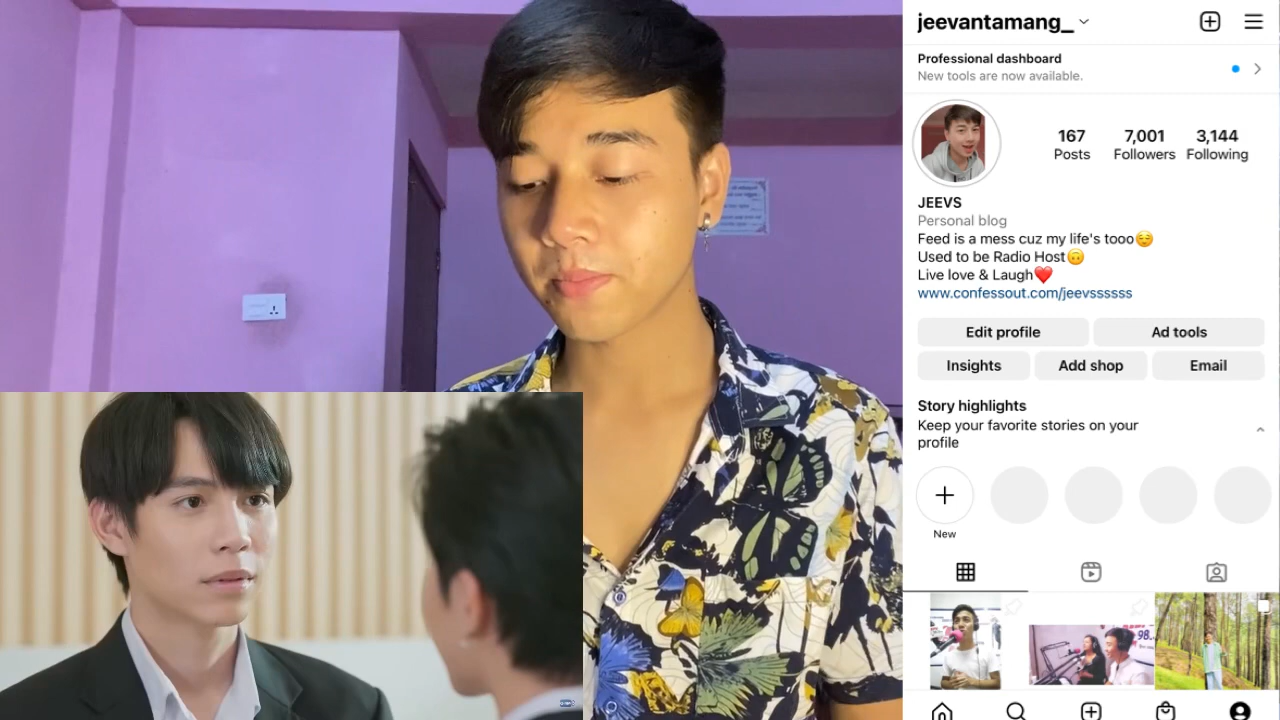 jeevantamang_
Professional dashboard
New tools are now available.
167
Posts
7,001
Followers
3,144
Following
JEEVS
Personal blog
Feed is a mess cuz my life's tooo😌
Used to be Radio Host🙃
Live love & Laugh❤️
www.confessout.com/jeevssssss
Edit profile
Ad tools
Insights
Add shop
Email
Story highlights
Keep your favorite stories on your
profile
New
98.